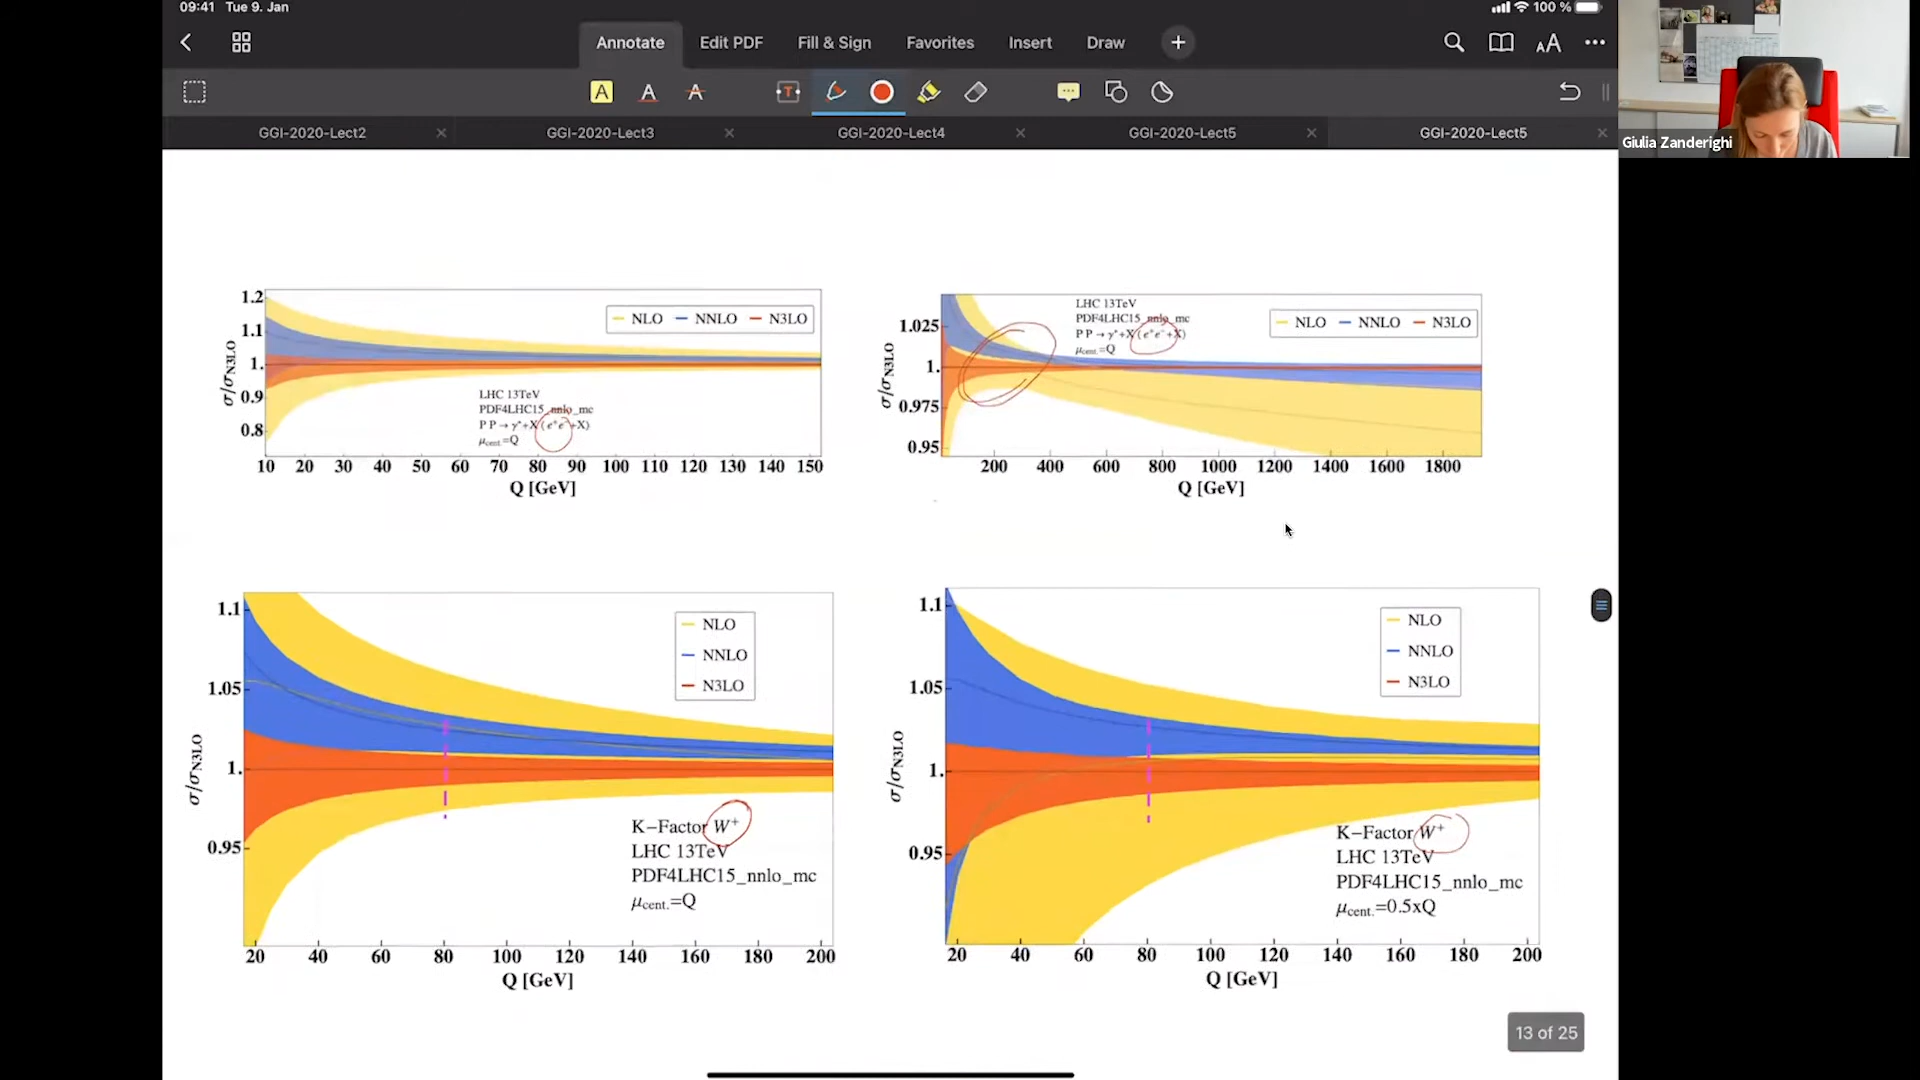 09:41 Tue 9. Jan
100 %
Annotate Edit PDF Fill & Sign Favorites Insert Draw
GGI-2020-Lect2 GGI-2020-Lect3 GGI-2020-Lect4 GGI-2020-Lect5 GGI-2020-Lect5
Giulia Zanderighi
σ/σN3LO
1.2
1.1
1.
0.9
0.8
NLO NNLO N3LO
LHC 13TeV
PDF4LHC15_nnlo_mc
P P → γ*+X (e⁺e⁻+X)
μcent.=Q
10 20 30 40 50 60 70 80 90 100 110 120 130 140 150
Q [GeV]
σ/σN3LO
1.025
1.
0.975
0.95
LHC 13TeV
PDF4LHC15_nnlo_mc
P P → γ*+X (e⁺e⁻+X)
μcent.=Q
NLO NNLO N3LO
200 400 600 800 1000 1200 1400 1600 1800
Q [GeV]
σ/σN3LO
1.1
1.05
1.
0.95
NLO
NNLO
N3LO
K−Factor W⁺
LHC 13TeV
PDF4LHC15_nnlo_mc
μcent.=Q
20 40 60 80 100 120 140 160 180 200
Q [GeV]
σ/σN3LO
1.1
1.05
1.
0.95
NLO
NNLO
N3LO
K−Factor W⁺
LHC 13TeV
PDF4LHC15_nnlo_mc
μcent.=0.5xQ
20 40 60 80 100 120 140 160 180 200
Q [GeV]
13 of 25